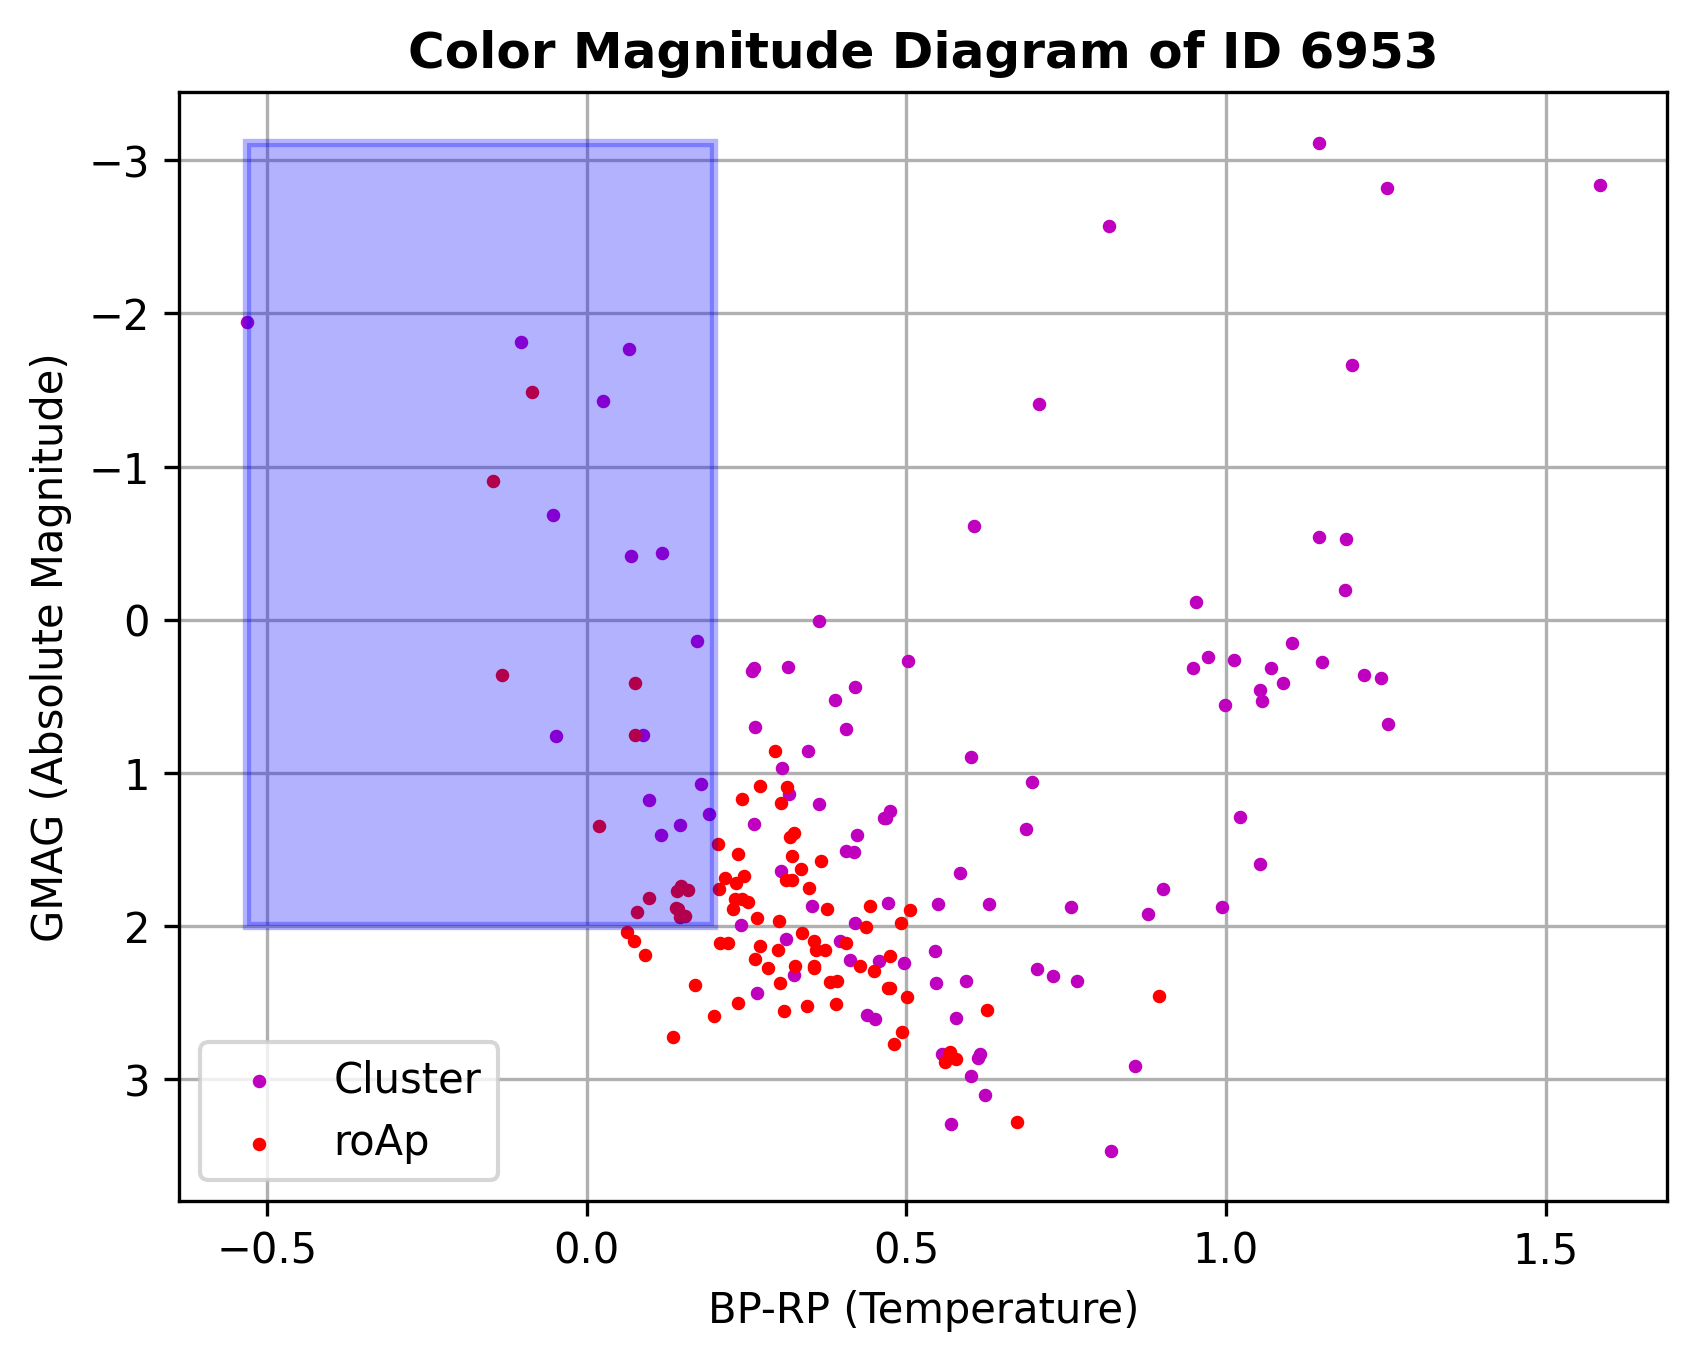 Color Magnitude Diagram of ID 6953
−3
−2
−1
0
1
2
3
GMAG (Absolute Magnitude)
Cluster
roAp
−0.5 0.0 0.5 1.0 1.5
BP-RP (Temperature)